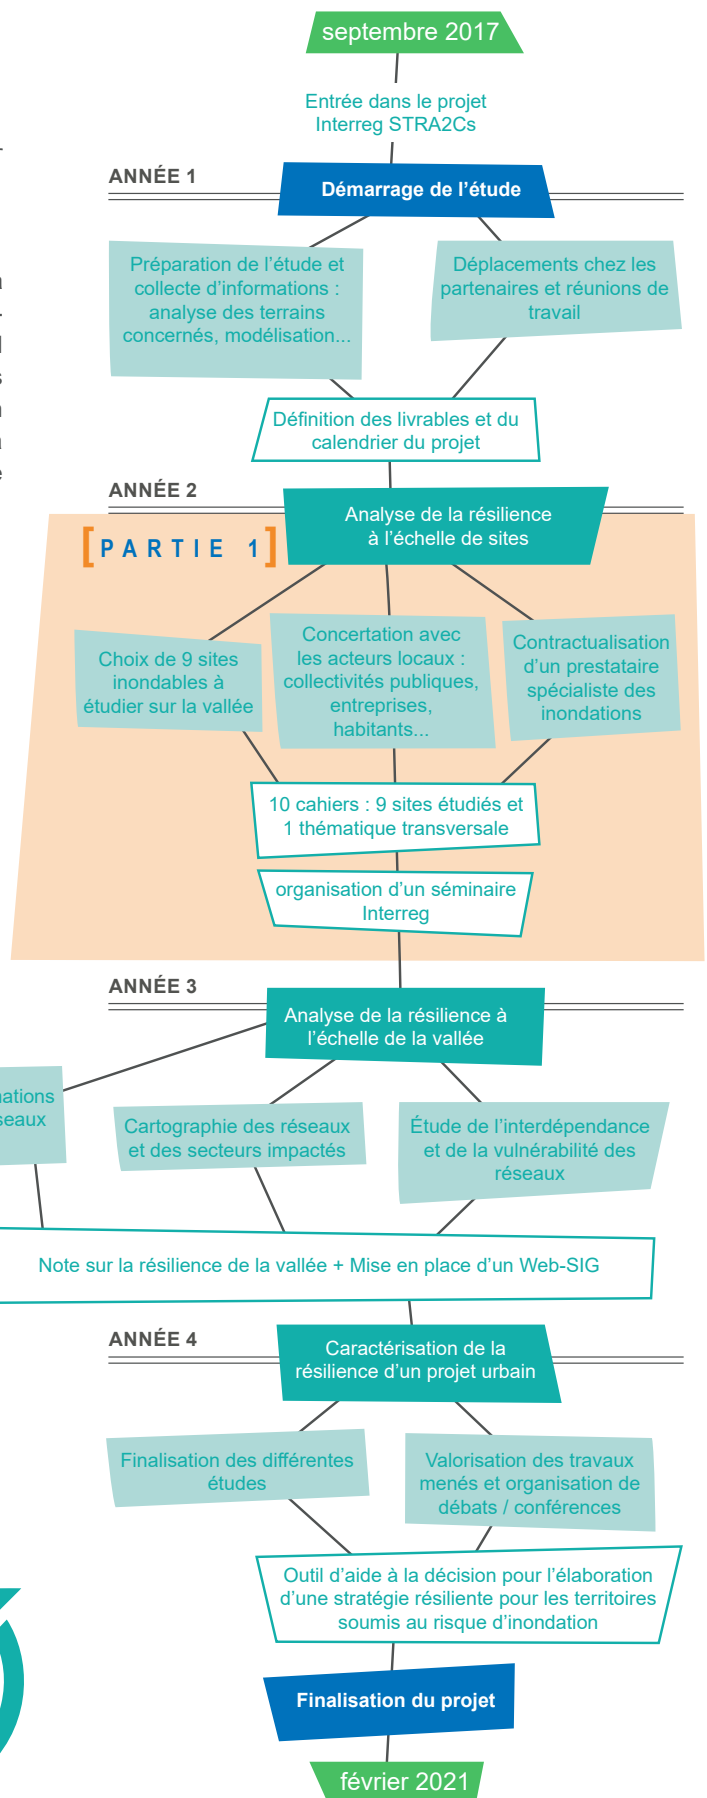 septembre 2017
Entrée dans le projet
Interreg STRA2Cs
ANNÉE 1
Démarrage de l’étude
Préparation de l’étude et
collecte d’informations :
analyse des terrains
concernés, modélisation...
Déplacements chez les
partenaires et réunions de
travail
Définition des livrables et du
calendrier du projet
ANNÉE 2
Analyse de la résilience
à l’échelle de sites
[PARTIE 1]
Choix de 9 sites
inondables à
étudier sur la vallée
Concertation avec
les acteurs locaux :
collectivités publiques,
entreprises,
habitants...
Contractualisation
d’un prestataire
spécialiste des
inondations
10 cahiers : 9 sites étudiés et
1 thématique transversale
organisation d’un séminaire
Interreg
ANNÉE 3
Analyse de la résilience à
l’échelle de la vallée
Cartographie des réseaux
et des secteurs impactés
Étude de l’interdépendance
et de la vulnérabilité des
réseaux
Note sur la résilience de la vallée + Mise en place d’un Web-SIG
ANNÉE 4
Caractérisation de la
résilience d’un projet urbain
Finalisation des différentes
études
Valorisation des travaux
menés et organisation de
débats / conférences
Outil d’aide à la décision pour l’élaboration
d’une stratégie résiliente pour les territoires
soumis au risque d’inondation
Finalisation du projet
février 2021